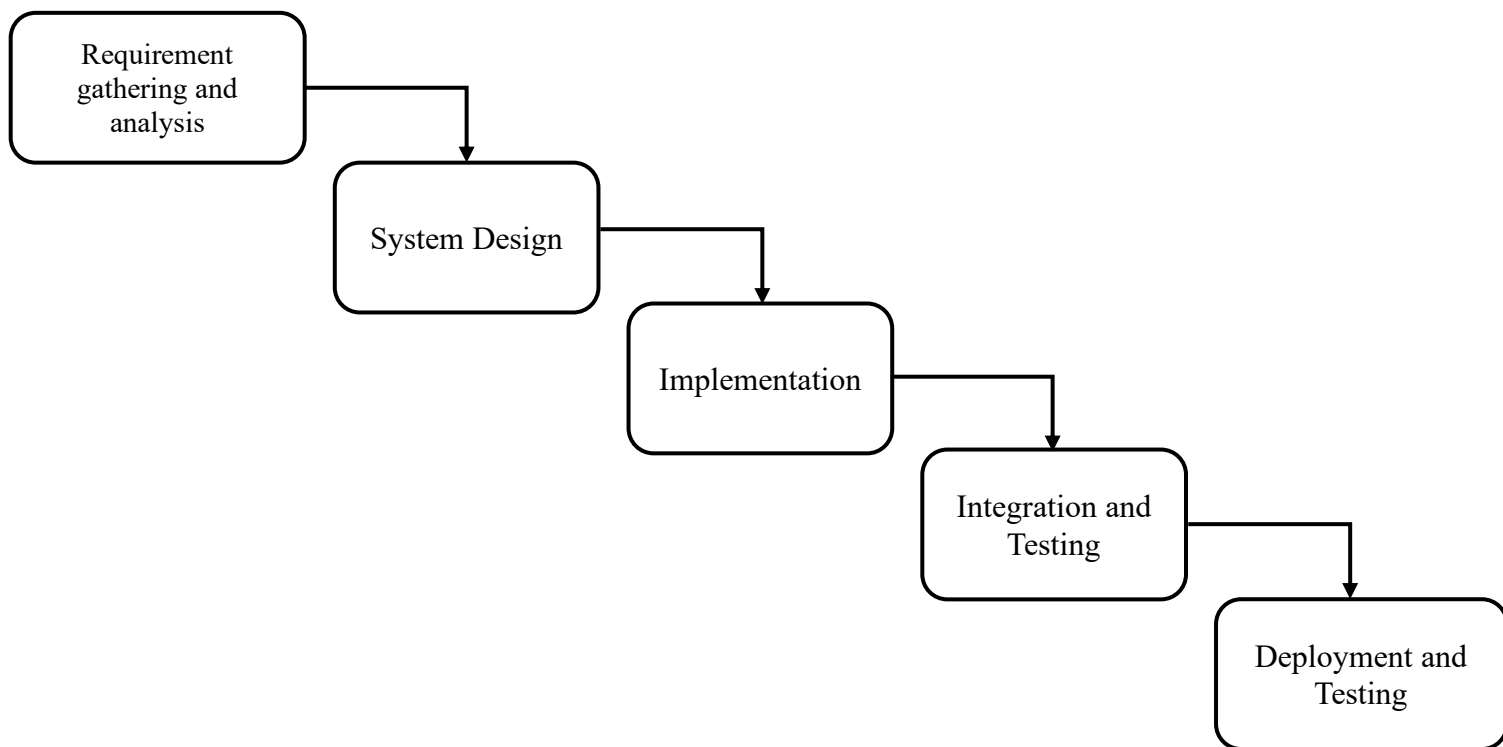 Requirement
gathering and
analysis
System Design
Implementation
Integration and
Testing
Deployment and
Testing